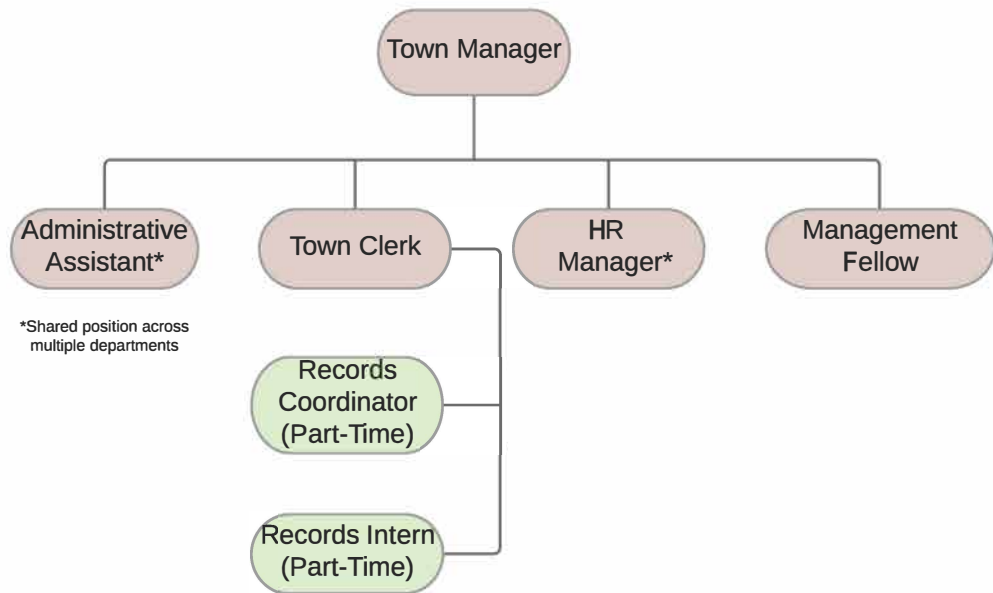 Town Manager
Administrative
Assistant*
Town Clerk
HR
Manager*
Management
Fellow
*Shared position across
multiple departments
Records
Coordinator
(Part-Time)
Records Intern
(Part-Time)